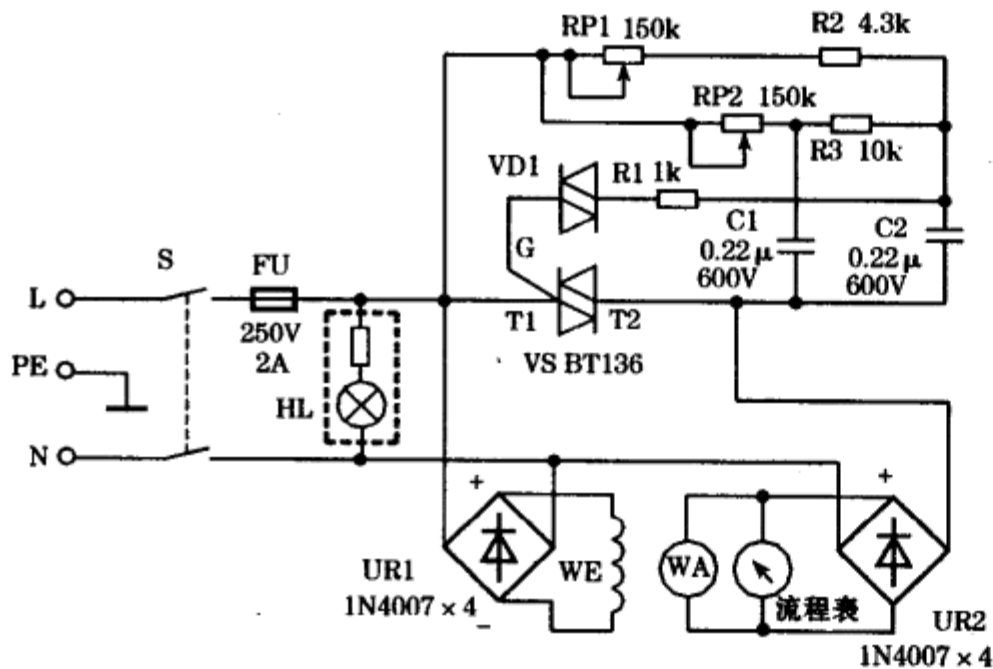 RP1 150k
R2 4.3k
RP2 150k
R3 10k
VD1
R1 1k
C1
0.22μ
600V
C2
0.22μ
600V
G
S
FU
L
250V
2A
T1
T2
VS BT136
PE
HL
N
+
+
UR1
1N4007×4
WE
WA
流程表
UR2
1N4007×4